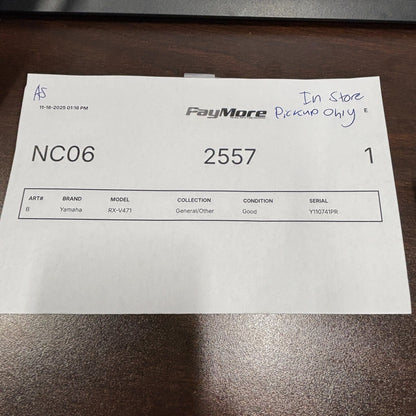 AS
In Store
Pickup Only
11-18-2025 01:16 PM
PayMore
E
NC06 2557 1
ART# BRAND MODEL COLLECTION CONDITION SERIAL
B Yamaha RX-V471 General/Other Good Y110741PR